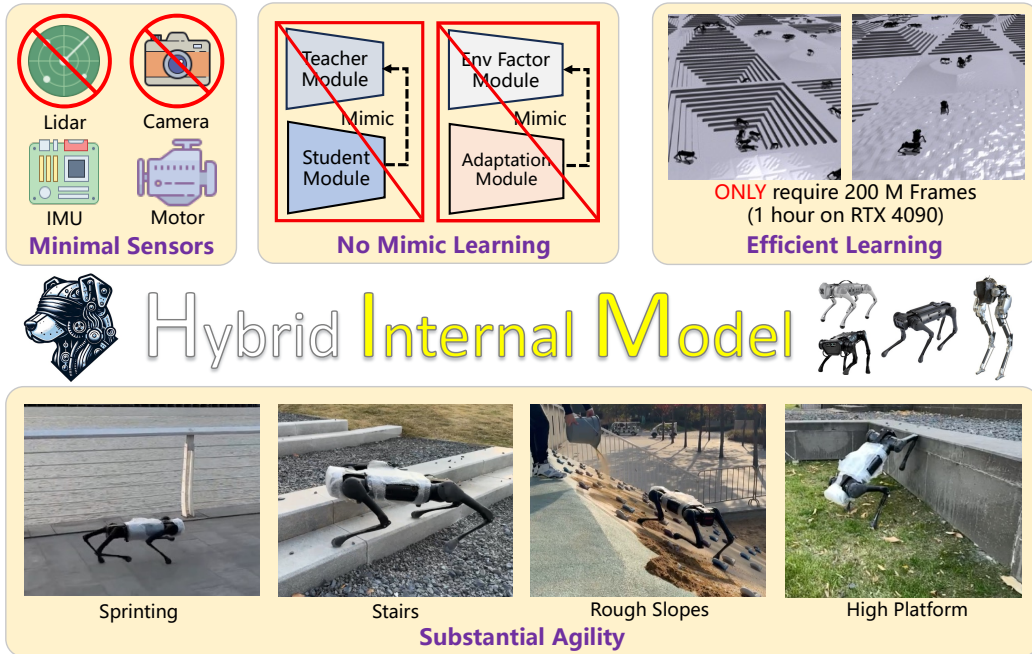 Lidar
Camera
IMU
Motor
Minimal Sensors
Teacher
Module
Mimic
Student
Module
Env Factor
Module
Mimic
Adaptation
Module
No Mimic Learning
ONLY require 200 M Frames
(1 hour on RTX 4090)
Efficient Learning
Hybrid Internal Model
Sprinting
Stairs
Rough Slopes
High Platform
Substantial Agility